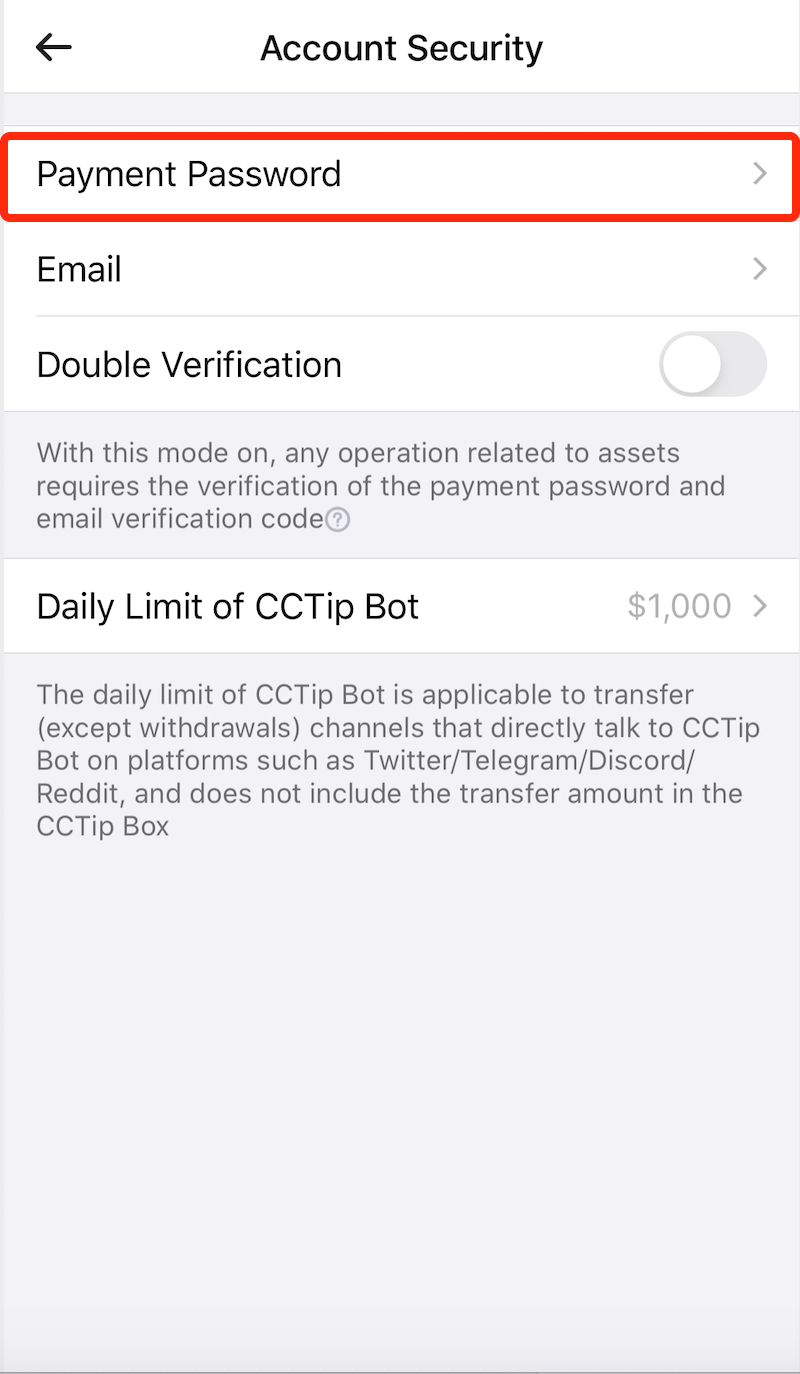 Account Security
Payment Password
Email
Double Verification
With this mode on, any operation related to assets
requires the verification of the payment password and
email verification code?
Daily Limit of CCTip Bot $1,000
The daily limit of CCTip Bot is applicable to transfer
(except withdrawals) channels that directly talk to CCTip
Bot on platforms such as Twitter/Telegram/Discord/
Reddit, and does not include the transfer amount in the
CCTip Box